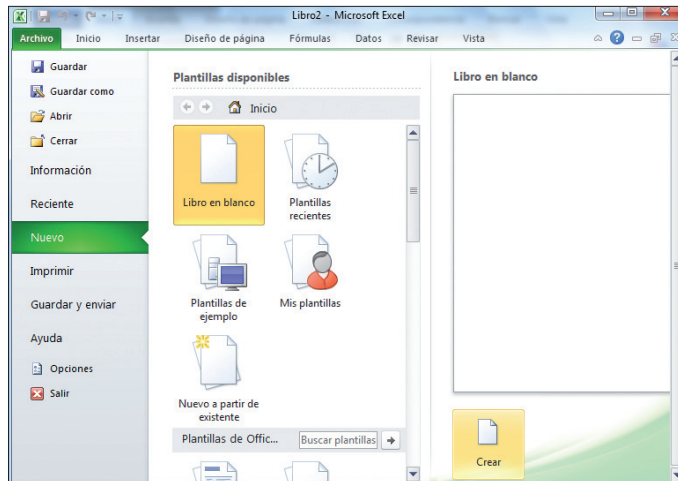 Libro2 - Microsoft Excel
Archivo Inicio Insertar Diseño de página Fórmulas Datos Revisar Vista
Guardar
Guardar como
Abrir
Cerrar
Información
Reciente
Nuevo
Imprimir
Guardar y enviar
Ayuda
Opciones
Salir
Plantillas disponibles
Inicio
Libro en blanco
Plantillas
recientes
Plantillas de
ejemplo
Mis plantillas
Nuevo a partir de
existente
Plantillas de Offic...
Buscar plantillas
Libro en blanco
Crear